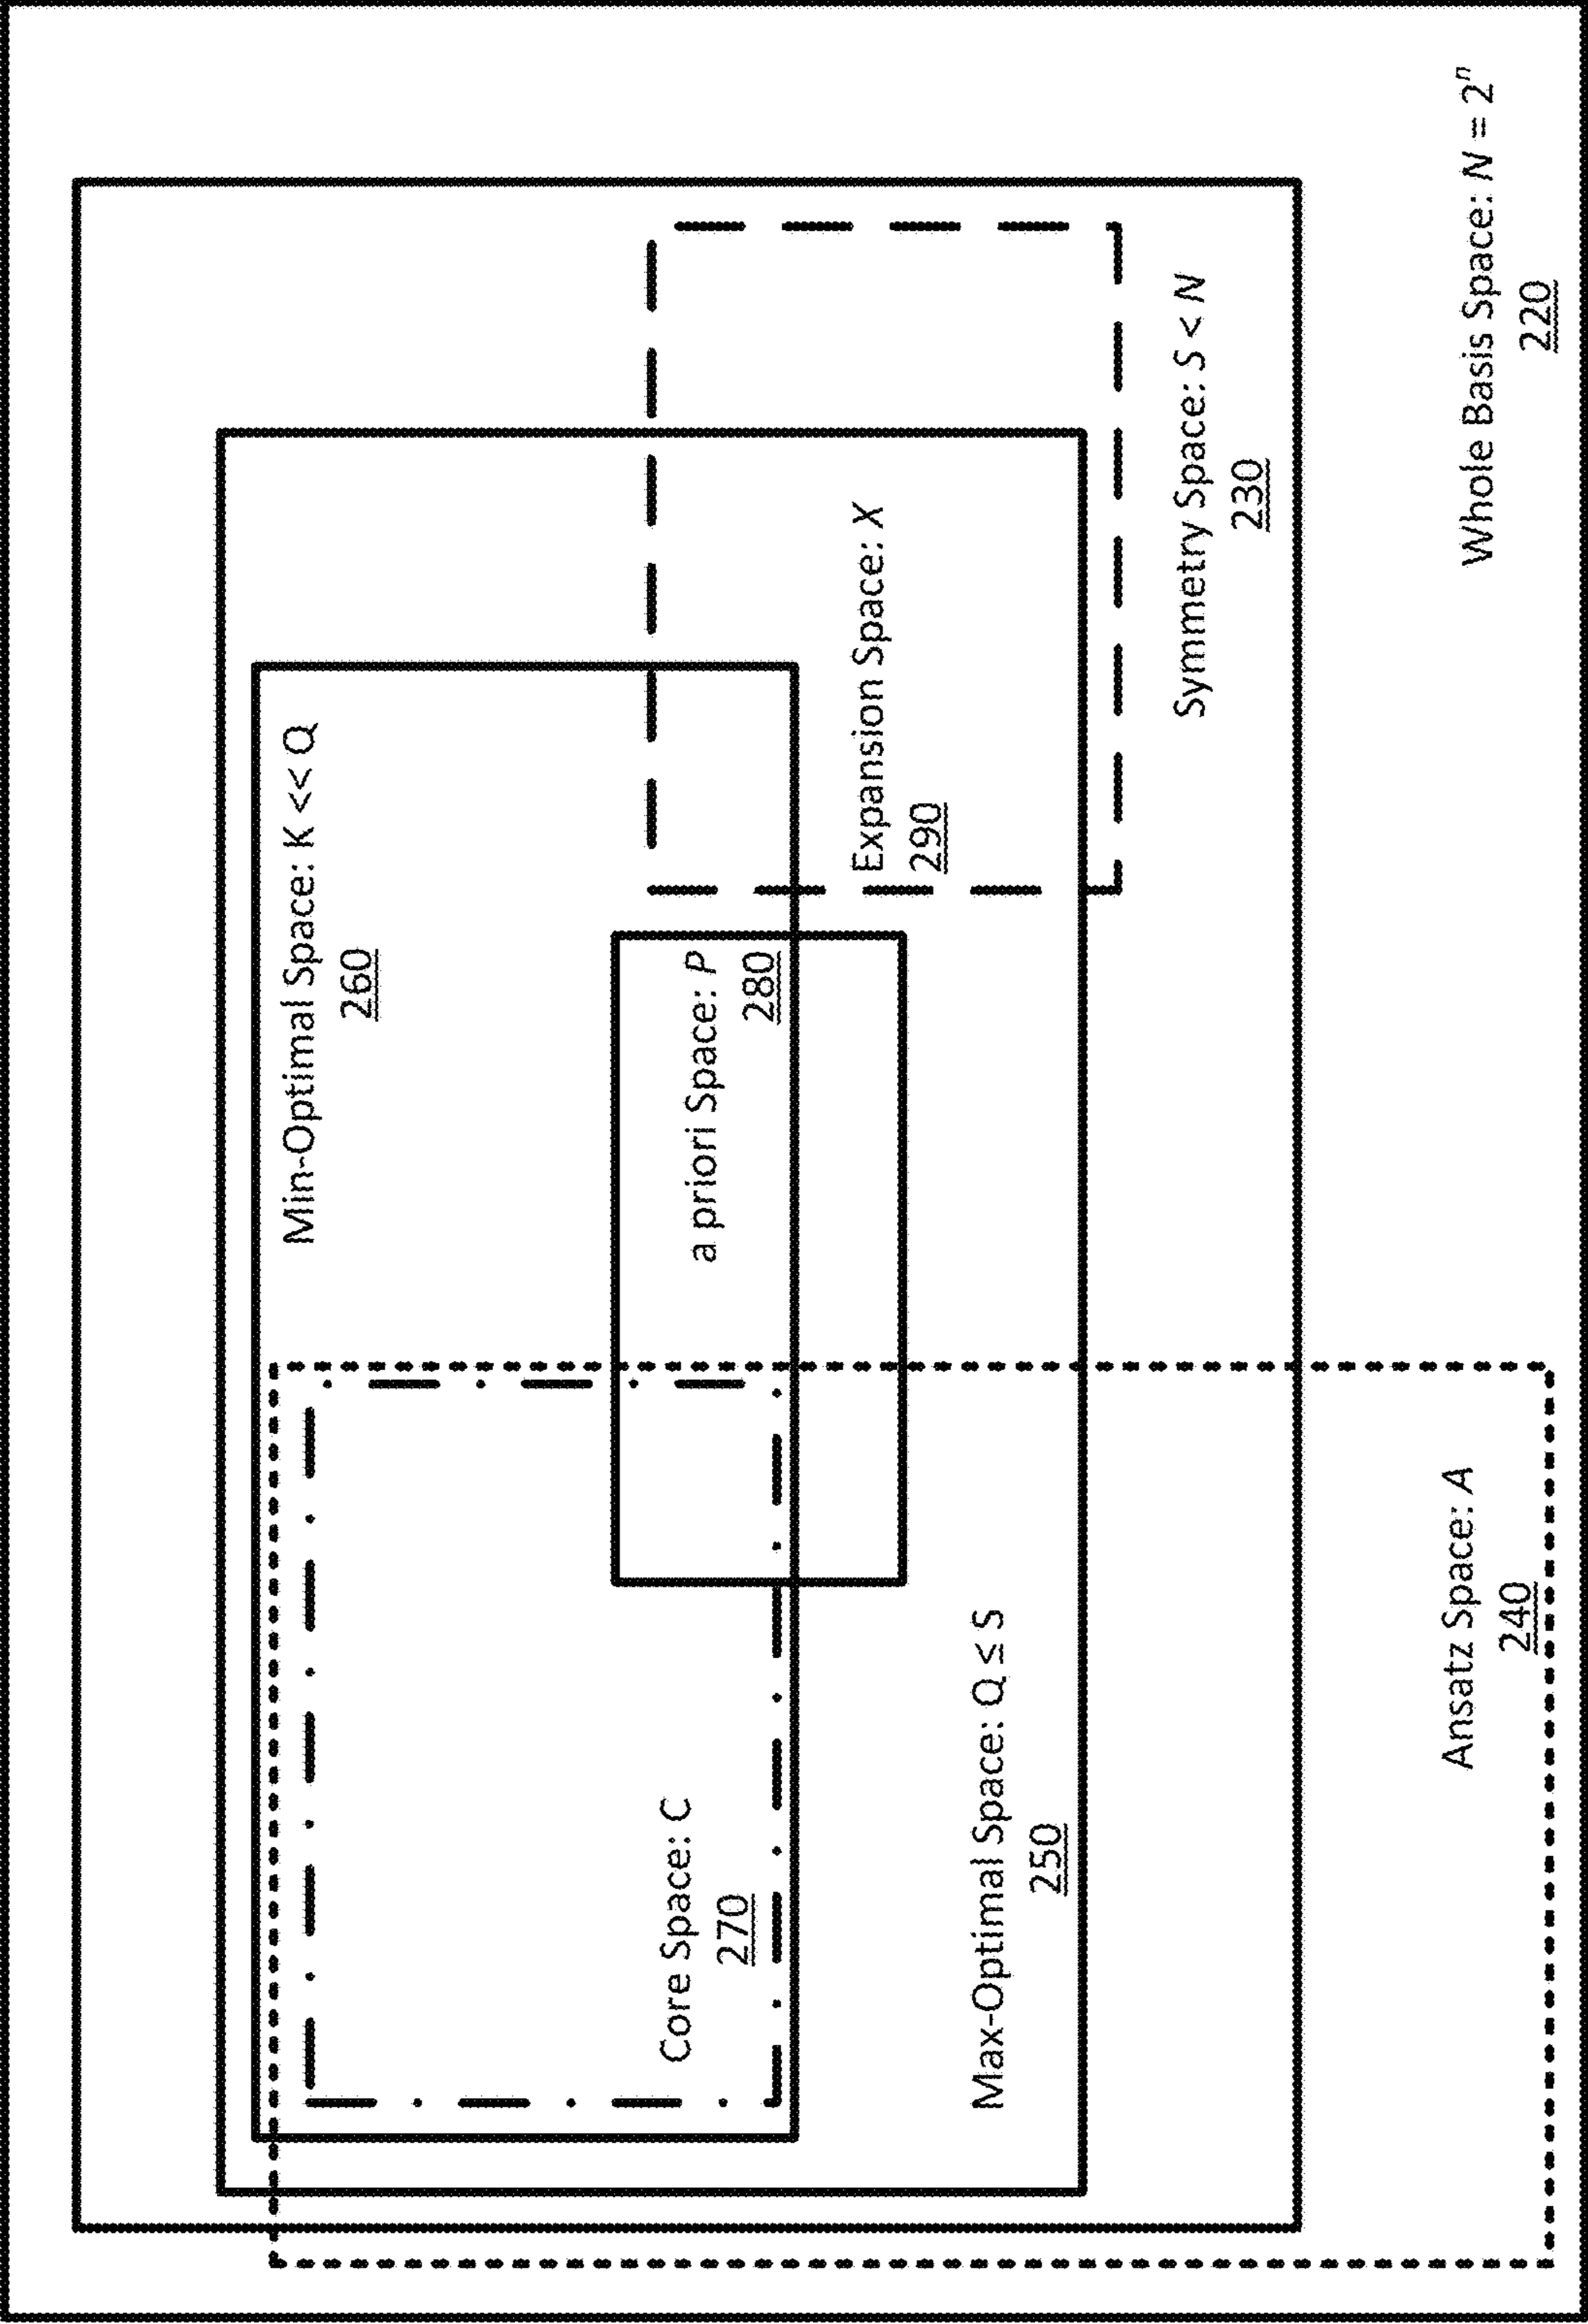 Min-Optimal Space: K << Q
260
Core Space: C
270
a priori Space: P
280
Expansion Space: X
290
Max-Optimal Space: Q ≤ S
250
Symmetry Space: S < N
230
Ansatz Space: A
240
Whole Basis Space: N = 2ⁿ
220